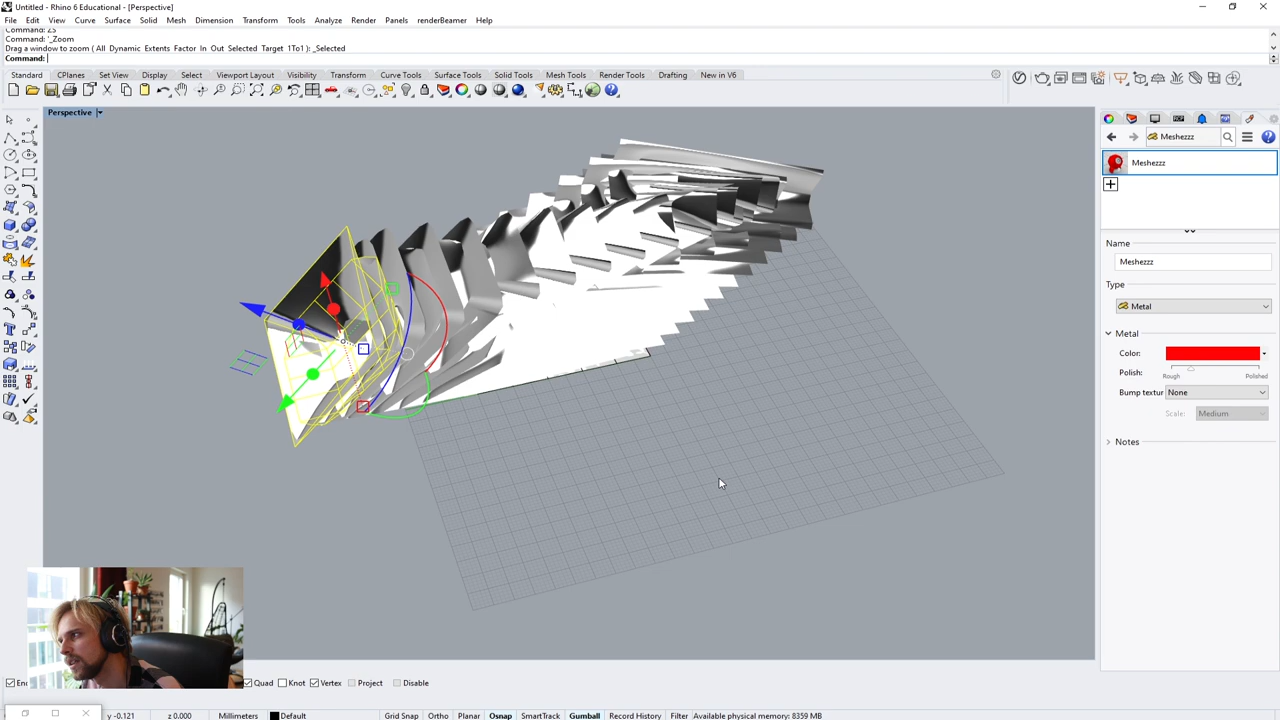 Untitled - Rhino 6 Educational - [Perspective]
File Edit View Curve Surface Solid Mesh Dimension Transform Tools Analyze Render Panels renderBeamer Help
Command: ZS
Command: '_Zoom
Drag a window to zoom ( All Dynamic Extents Factor In Out Selected Target 1To1 ): _Selected
Command:
Standard CPlanes Set View Display Select Viewport Layout Visibility Transform Curve Tools Surface Tools Solid Tools Mesh Tools Render Tools Drafting New in V6
Perspective
Meshezzz
Meshezzz
Name
Meshezzz
Type
Metal
Metal
Color:
Polish:
Rough Polished
Bump textur None
Scale: Medium
Notes
Quad Knot Vertex Project Disable
y -0.121 z 0.000 Millimeters Default Grid Snap Ortho Planar Osnap SmartTrack Gumball Record History Filter Available physical memory: 8359 MB